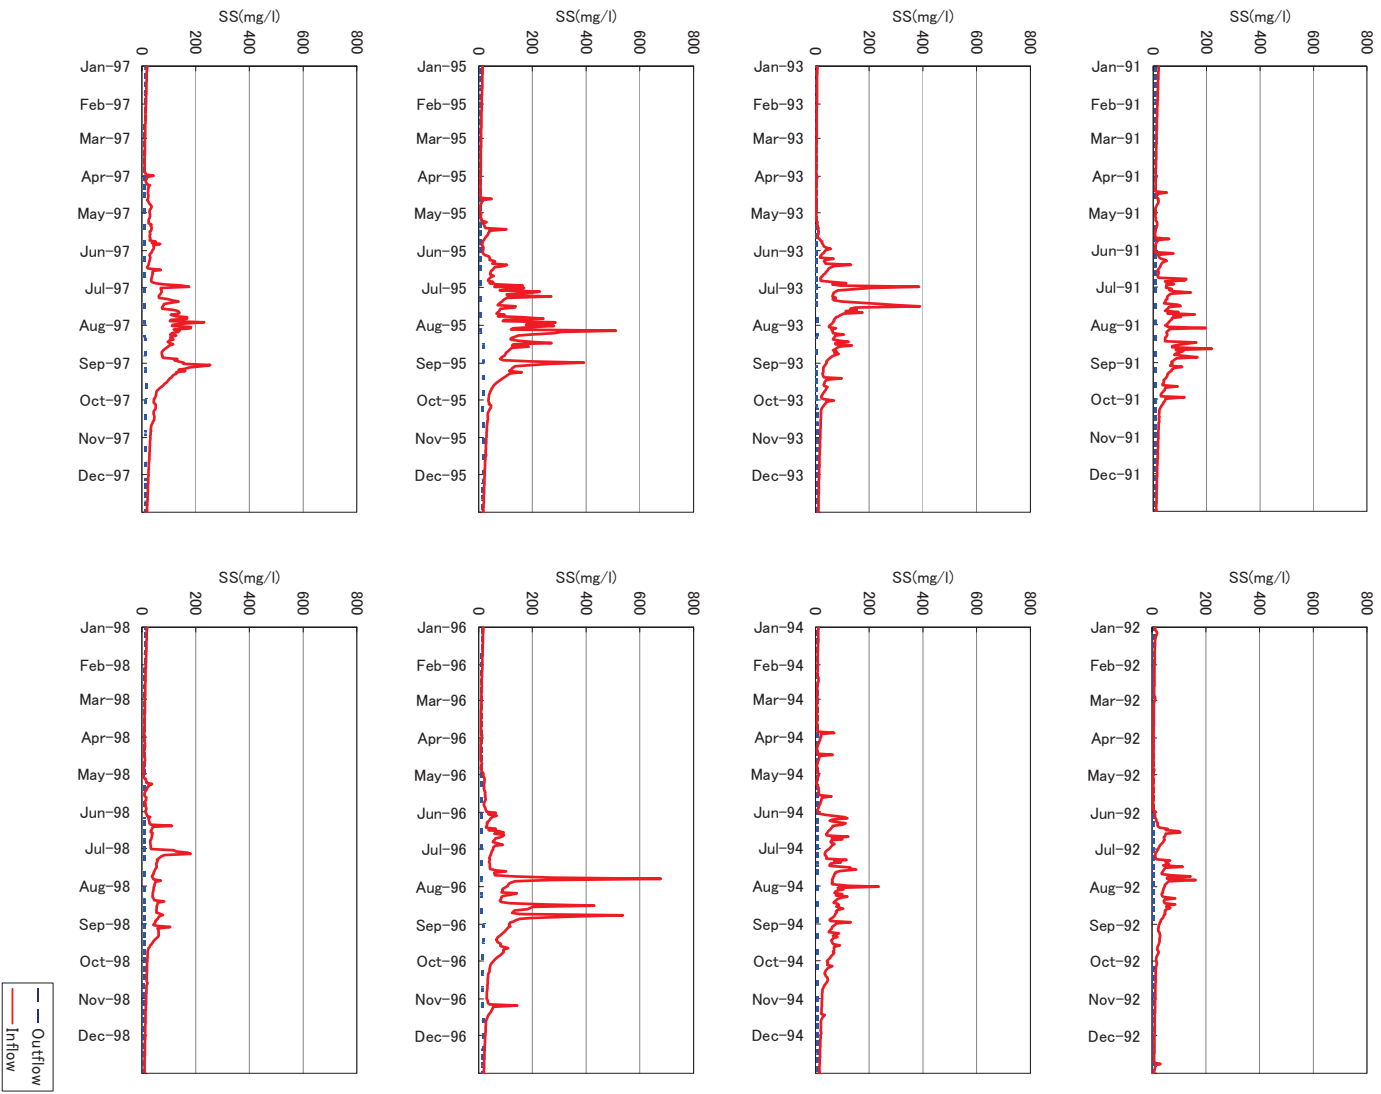 SS(mg/l)
0
200
400
600
800
Jan-97
Feb-97
Mar-97
Apr-97
May-97
Jun-97
Jul-97
Aug-97
Sep-97
Oct-97
Nov-97
Dec-97
SS(mg/l)
0
200
400
600
800
Jan-95
Feb-95
Mar-95
Apr-95
May-95
Jun-95
Jul-95
Aug-95
Sep-95
Oct-95
Nov-95
Dec-95
SS(mg/l)
0
200
400
600
800
Jan-93
Feb-93
Mar-93
Apr-93
May-93
Jun-93
Jul-93
Aug-93
Sep-93
Oct-93
Nov-93
Dec-93
SS(mg/l)
0
200
400
600
800
Jan-91
Feb-91
Mar-91
Apr-91
May-91
Jun-91
Jul-91
Aug-91
Sep-91
Oct-91
Nov-91
Dec-91
SS(mg/l)
0
200
400
600
800
Jan-98
Feb-98
Mar-98
Apr-98
May-98
Jun-98
Jul-98
Aug-98
Sep-98
Oct-98
Nov-98
Dec-98
SS(mg/l)
0
200
400
600
800
Jan-96
Feb-96
Mar-96
Apr-96
May-96
Jun-96
Jul-96
Aug-96
Sep-96
Oct-96
Nov-96
Dec-96
SS(mg/l)
0
200
400
600
800
Jan-94
Feb-94
Mar-94
Apr-94
May-94
Jun-94
Jul-94
Aug-94
Sep-94
Oct-94
Nov-94
Dec-94
SS(mg/l)
0
200
400
600
800
Jan-92
Feb-92
Mar-92
Apr-92
May-92
Jun-92
Jul-92
Aug-92
Sep-92
Oct-92
Nov-92
Dec-92
Outflow
Inflow